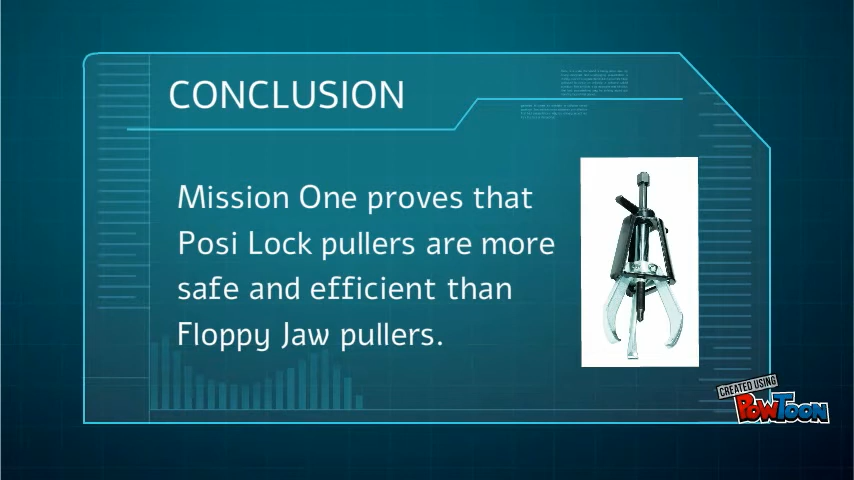 CONCLUSION
Mission One proves that
Posi Lock pullers are more
safe and efficient than
Floppy Jaw pullers.
CREATED USING
POWTOON